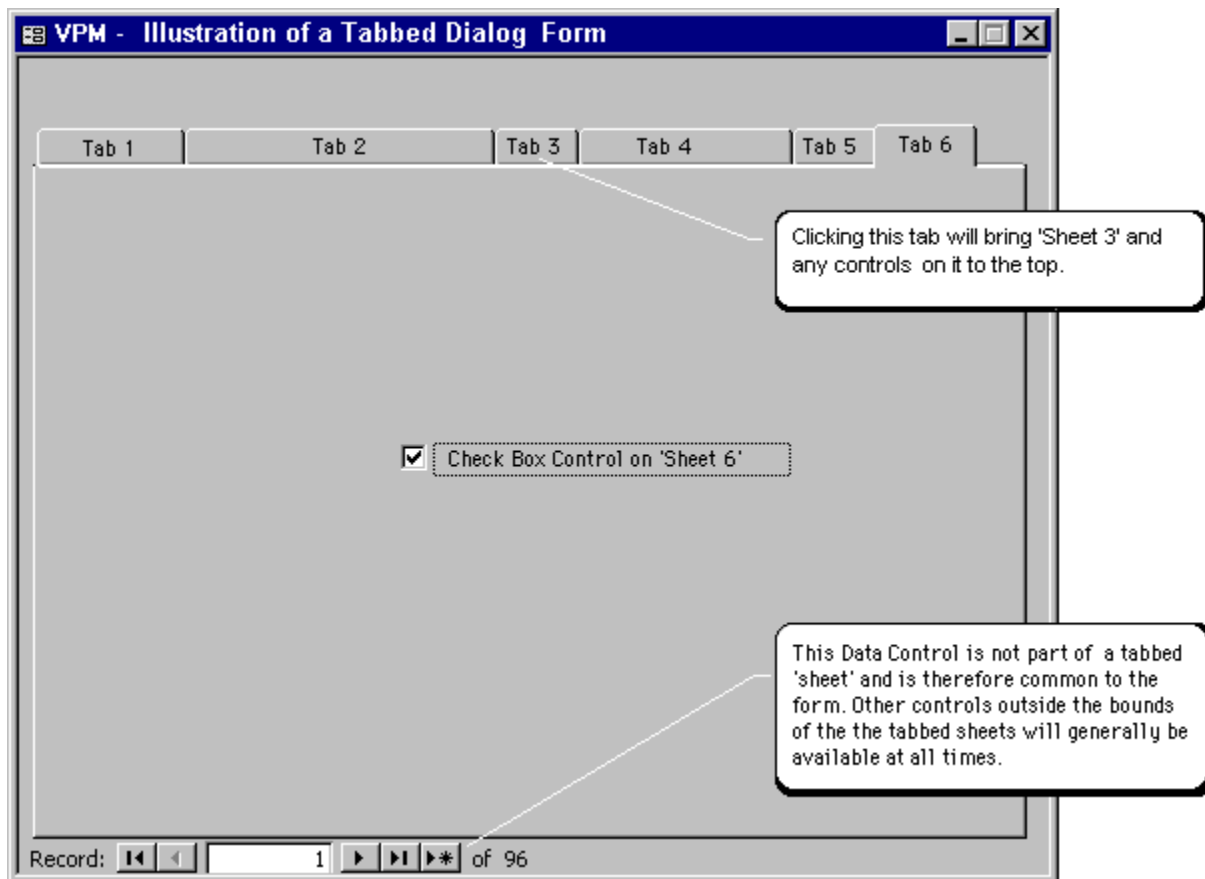 VPM - Illustration of a Tabbed Dialog Form
Tab 1 Tab 2 Tab 3 Tab 4 Tab 5 Tab 6
Clicking this tab will bring 'Sheet 3' and
any controls on it to the top.
Check Box Control on 'Sheet 6'
This Data Control is not part of a tabbed
'sheet' and is therefore common to the
form. Other controls outside the bounds
of the the tabbed sheets will generally be
available at all times.
Record: 1 of 96